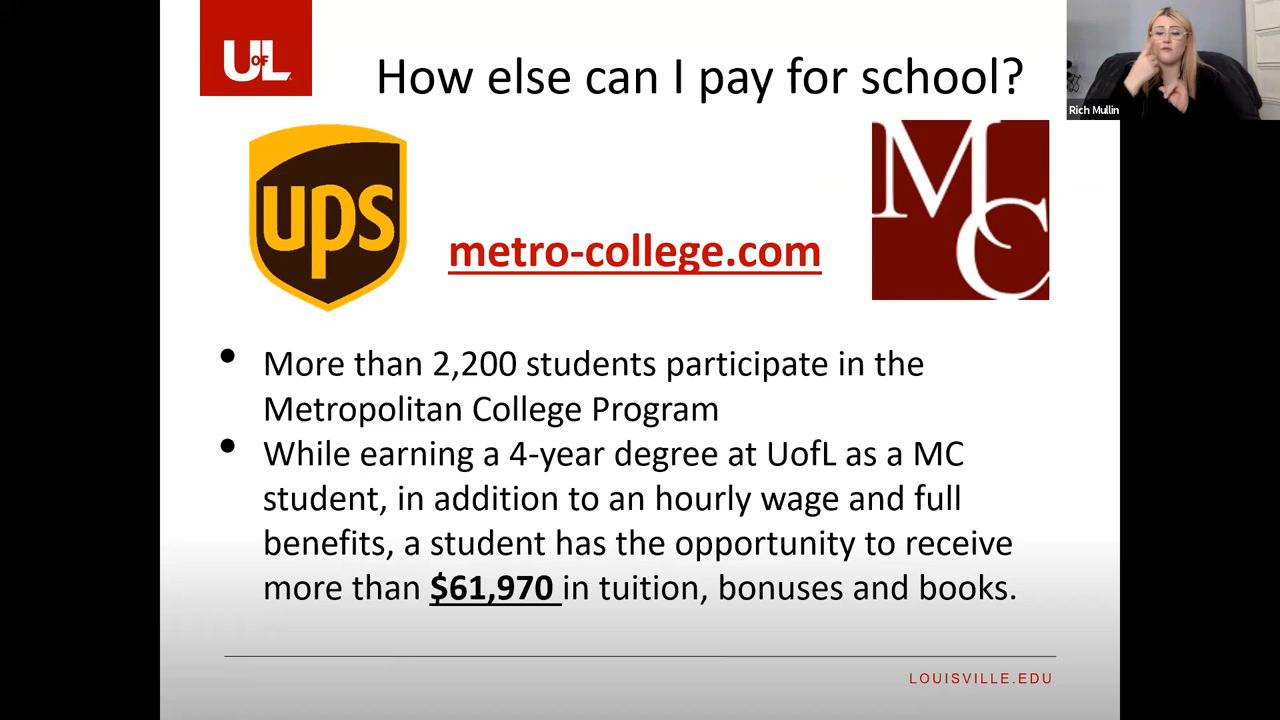 UofL
How else can I pay for school?
Rich Mullin
ups
MC
metro-college.com
• More than 2,200 students participate in the
Metropolitan College Program
• While earning a 4-year degree at UofL as a MC
student, in addition to an hourly wage and full
benefits, a student has the opportunity to receive
more than $61,970 in tuition, bonuses and books.
LOUISVILLE.EDU